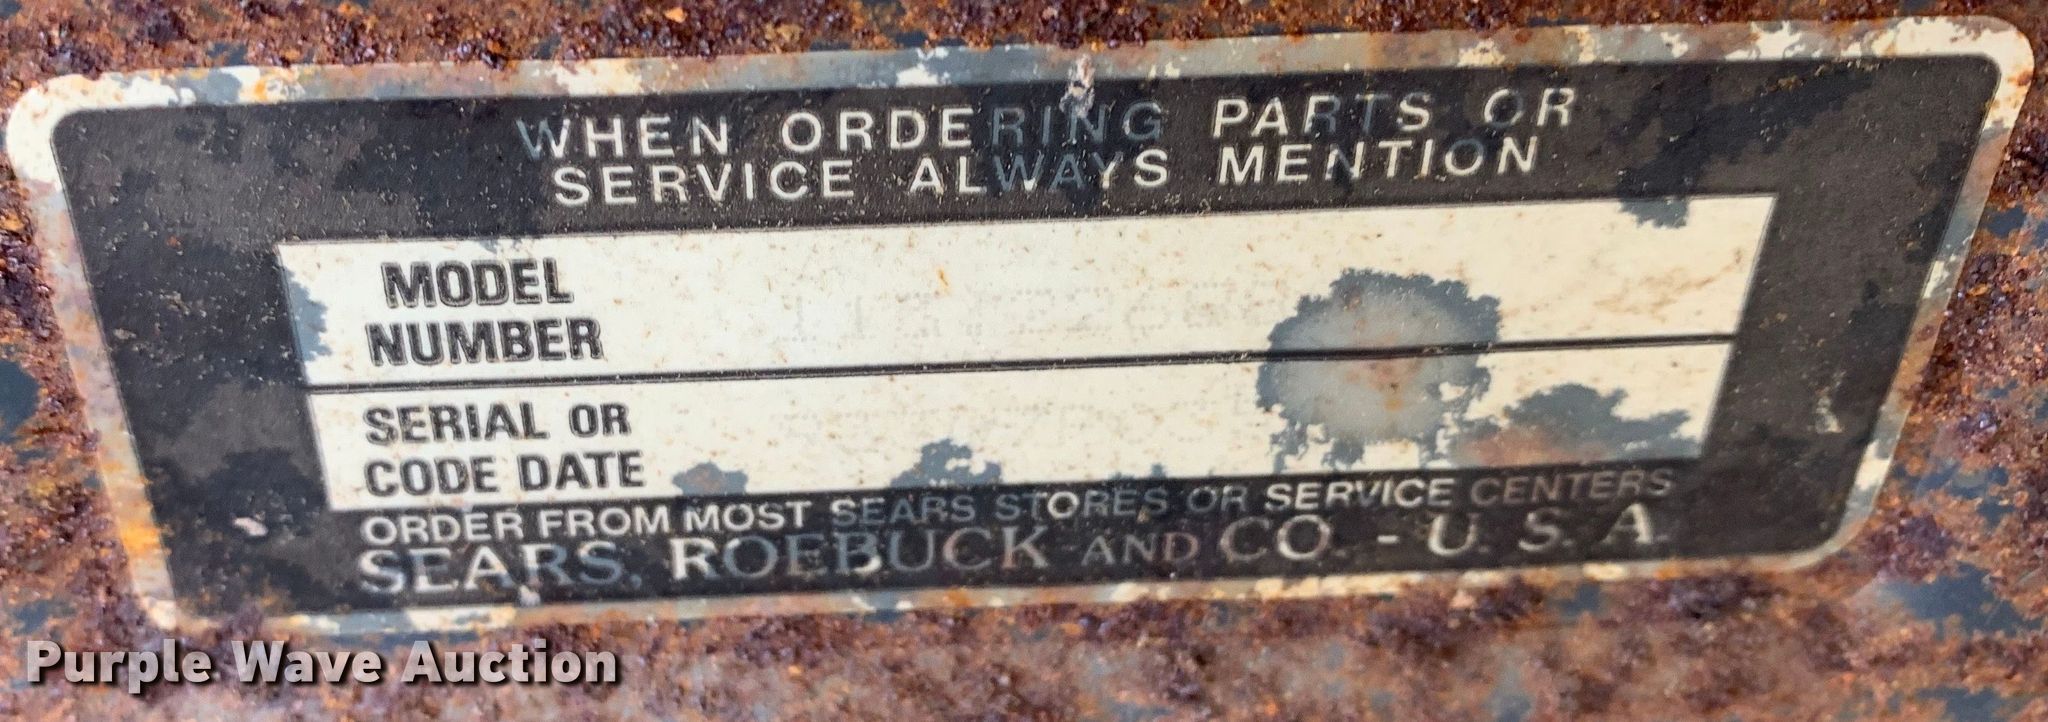 WHEN ORDERING PARTS OR
SERVICE ALWAYS MENTION
MODEL
NUMBER
SERIAL OR
CODE DATE
ORDER FROM MOST SEARS STORES OR SERVICE CENTERS
SEARS, ROEBUCK AND CO. - U. S. A.
Purple Wave Auction